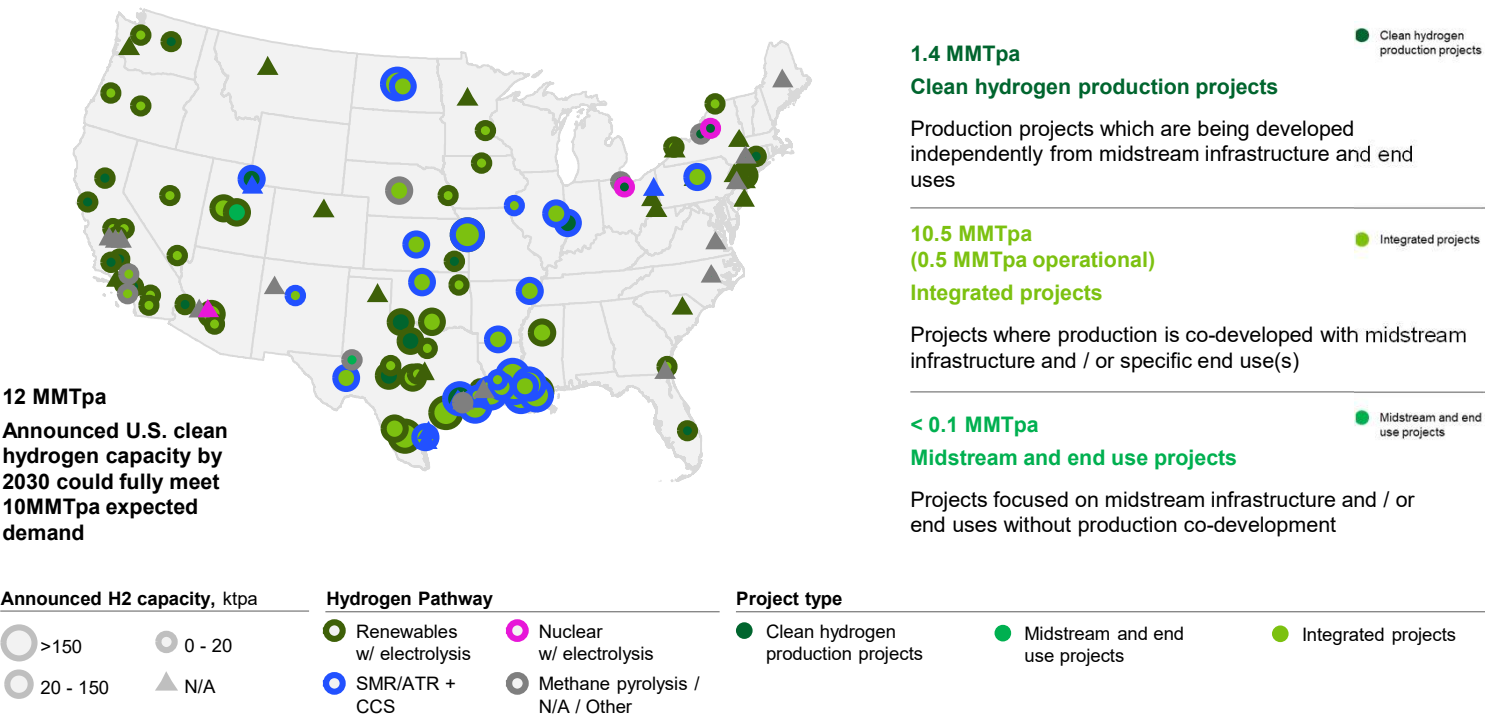 12 MMTpa
Announced U.S. clean
hydrogen capacity by
2030 could fully meet
10MMTpa expected
demand
1.4 MMTpa
Clean hydrogen production projects
Production projects which are being developed
independently from midstream infrastructure and end
uses
Clean hydrogen
production projects
10.5 MMTpa
(0.5 MMTpa operational)
Integrated projects
Projects where production is co-developed with midstream
infrastructure and / or specific end use(s)
Integrated projects
< 0.1 MMTpa
Midstream and end use projects
Projects focused on midstream infrastructure and / or
end uses without production co-development
Midstream and end
use projects
Announced H2 capacity, ktpa
>150
0 - 20
20 - 150
N/A
Hydrogen Pathway
Renewables
w/ electrolysis
Nuclear
w/ electrolysis
SMR/ATR +
CCS
Methane pyrolysis /
N/A / Other
Project type
Clean hydrogen
production projects
Midstream and end
use projects
Integrated projects